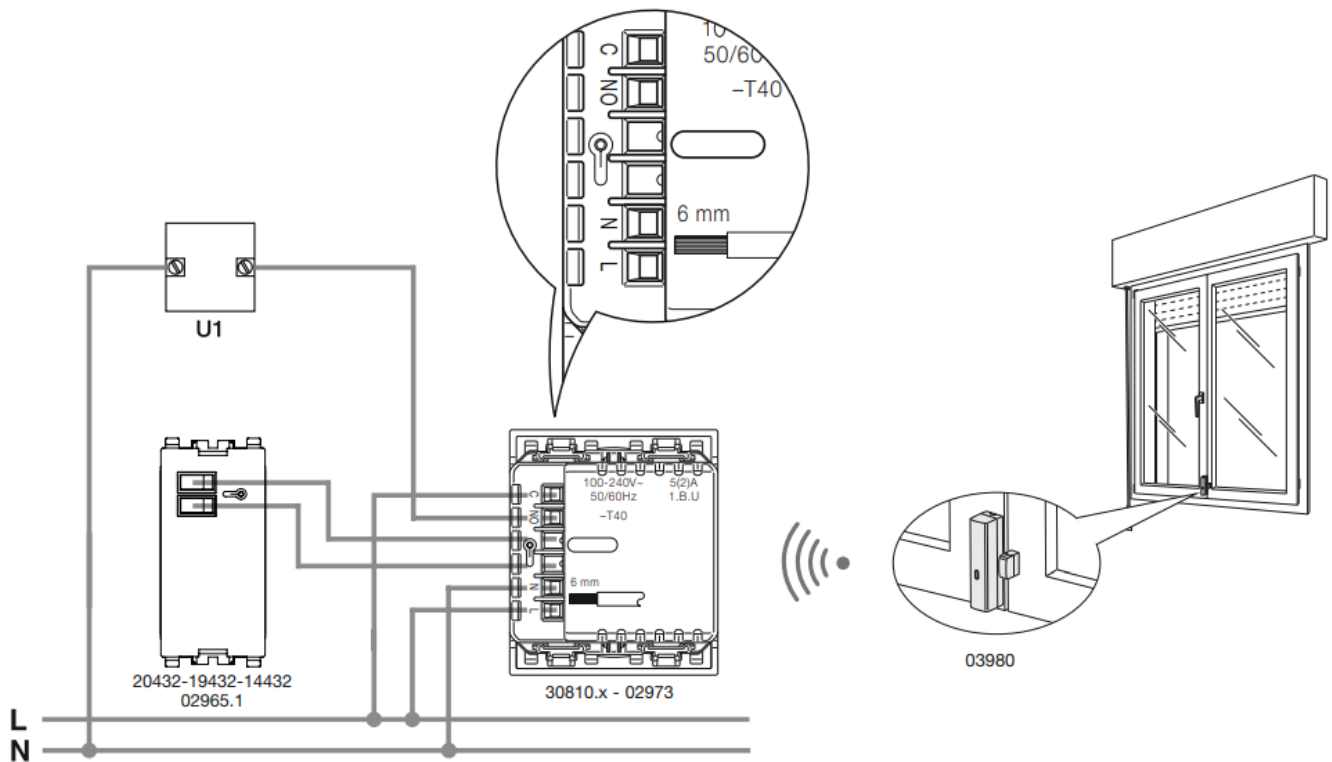 C
NO
N
L
10
50/60
–T40
6 mm
U1
100-240V~ 5(2)A
50/60Hz 1.B.U
–T40
C
NO
N
L
6 mm
20432-19432-14432
02965.1
30810.x - 02973
03980
L
N